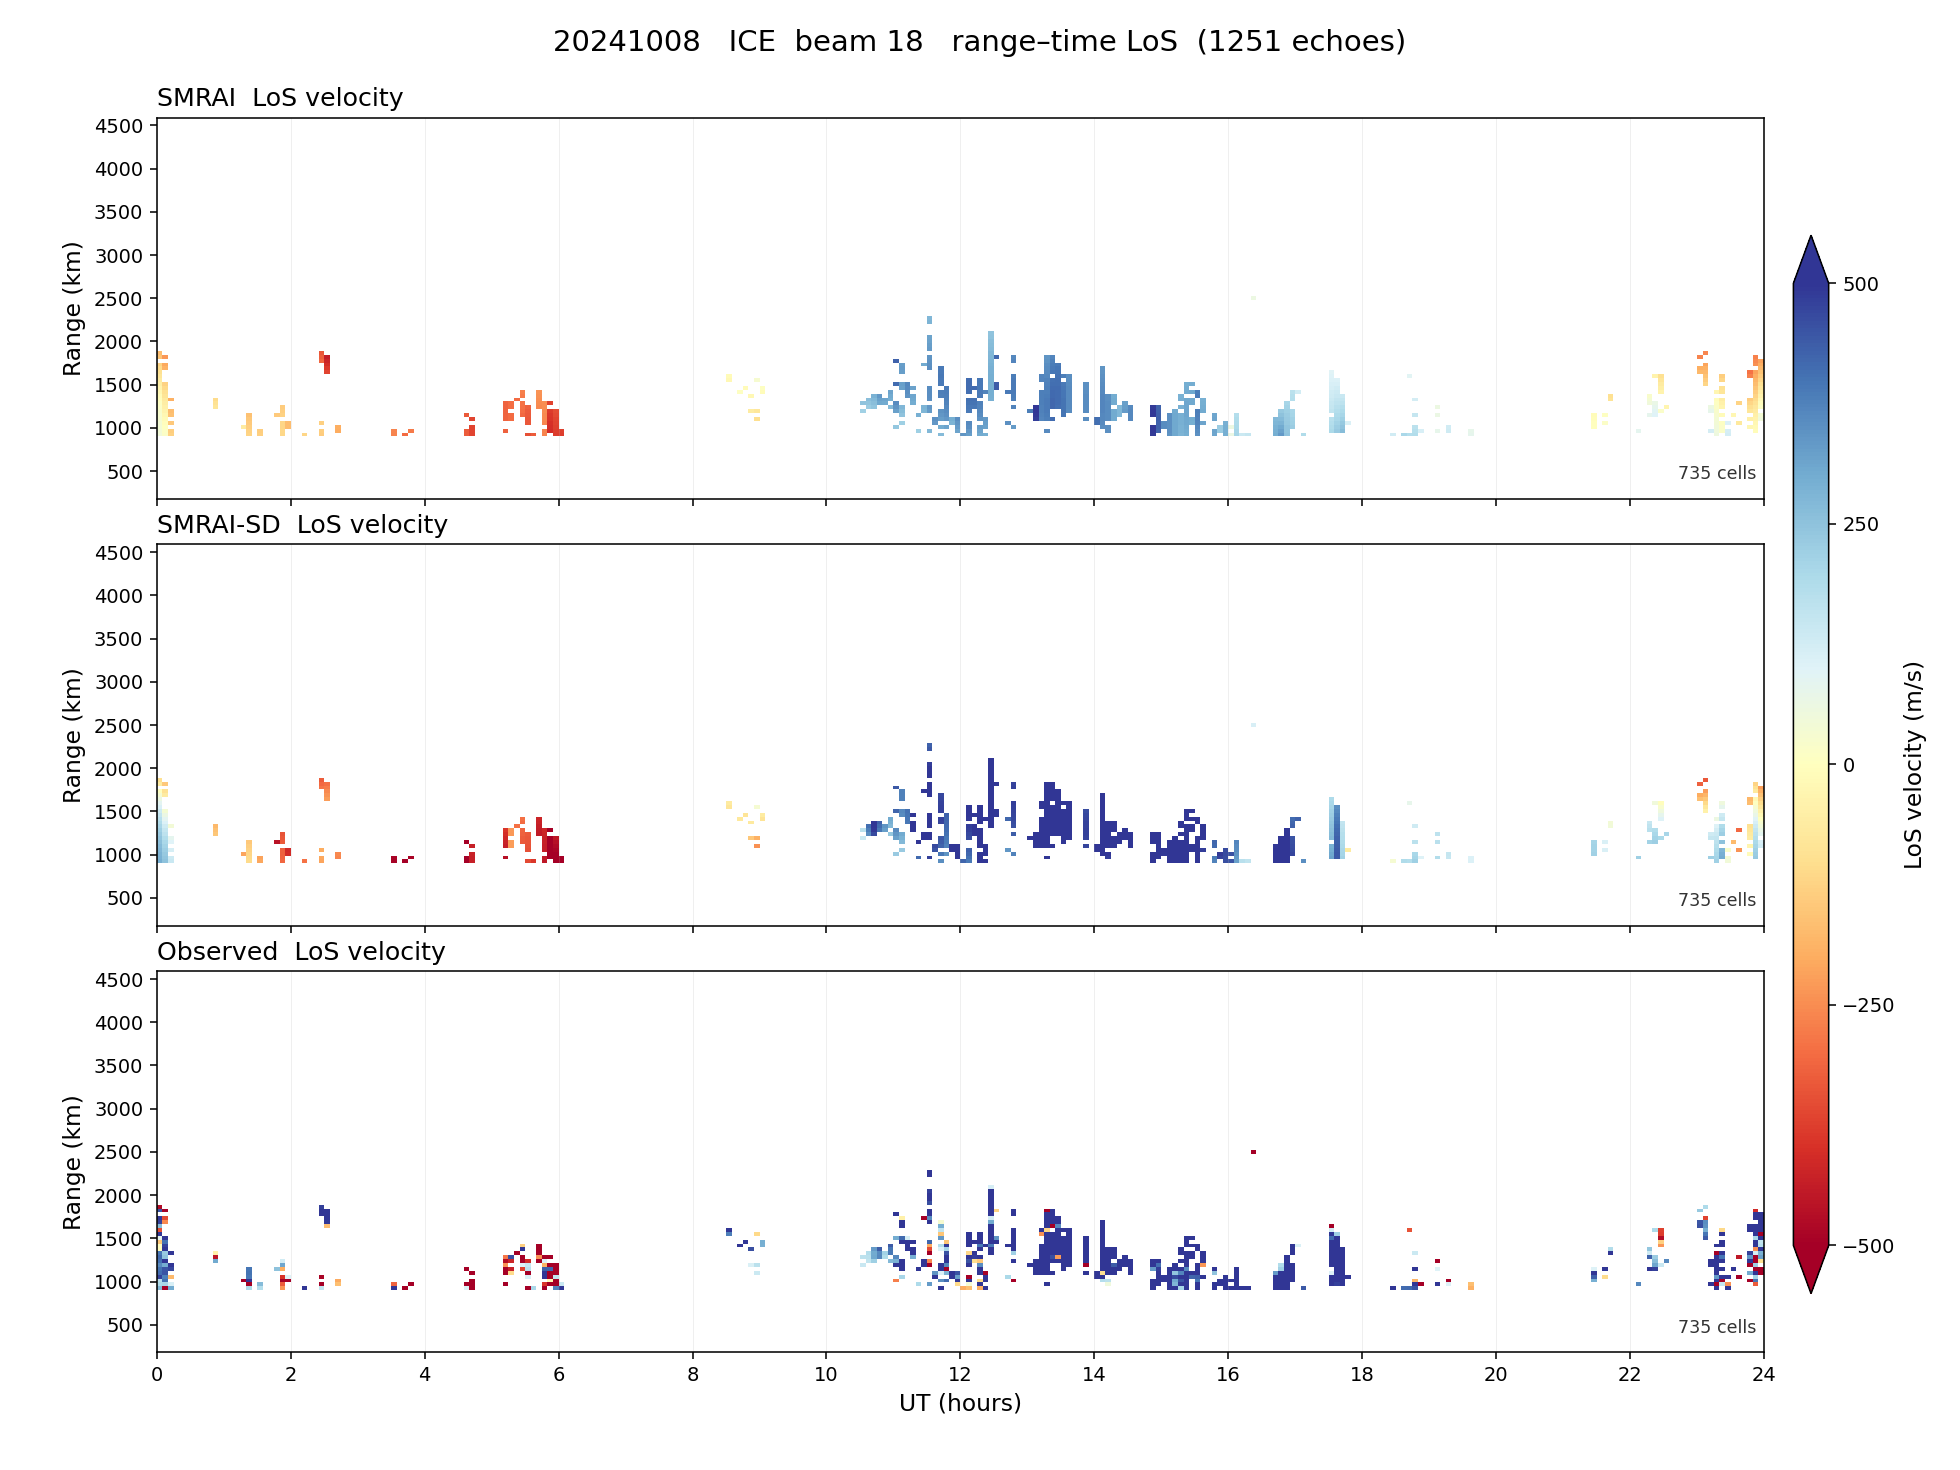 20241008   ICE  beam 18   range–time LoS  (1251 echoes)
SMRAI  LoS velocity
4500
4000
3500
3000
2500
2000
1500
1000
500
Range (km)
735 cells
SMRAI-SD  LoS velocity
4500
4000
3500
3000
2500
2000
1500
1000
500
Range (km)
735 cells
Observed  LoS velocity
4500
4000
3500
3000
2500
2000
1500
1000
500
Range (km)
735 cells
0 2 4 6 8 10 12 14 16 18 20 22 24
UT (hours)
500
250
0
−250
−500
LoS velocity (m/s)